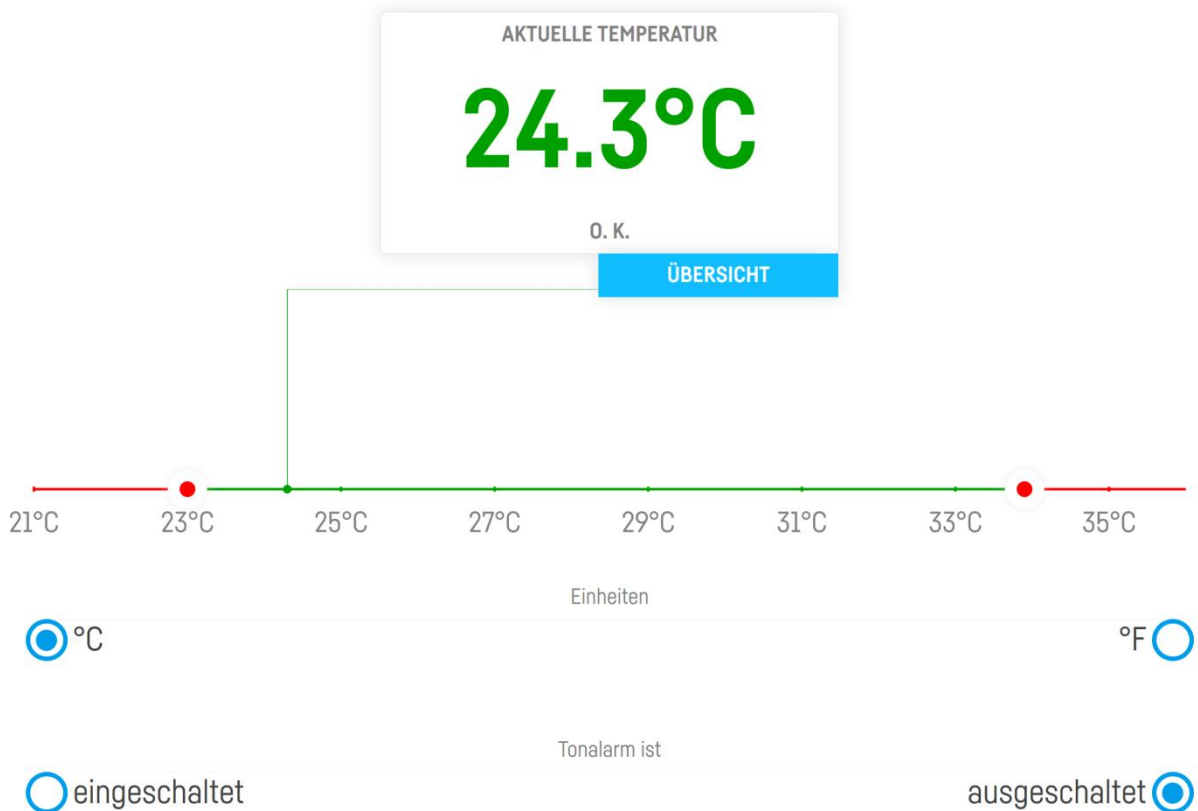 AKTUELLE TEMPERATUR
24.3°C
O. K.
ÜBERSICHT
21°C 23°C 25°C 27°C 29°C 31°C 33°C 35°C
Einheiten
°C °F
Tonalarm ist
eingeschaltet ausgeschaltet